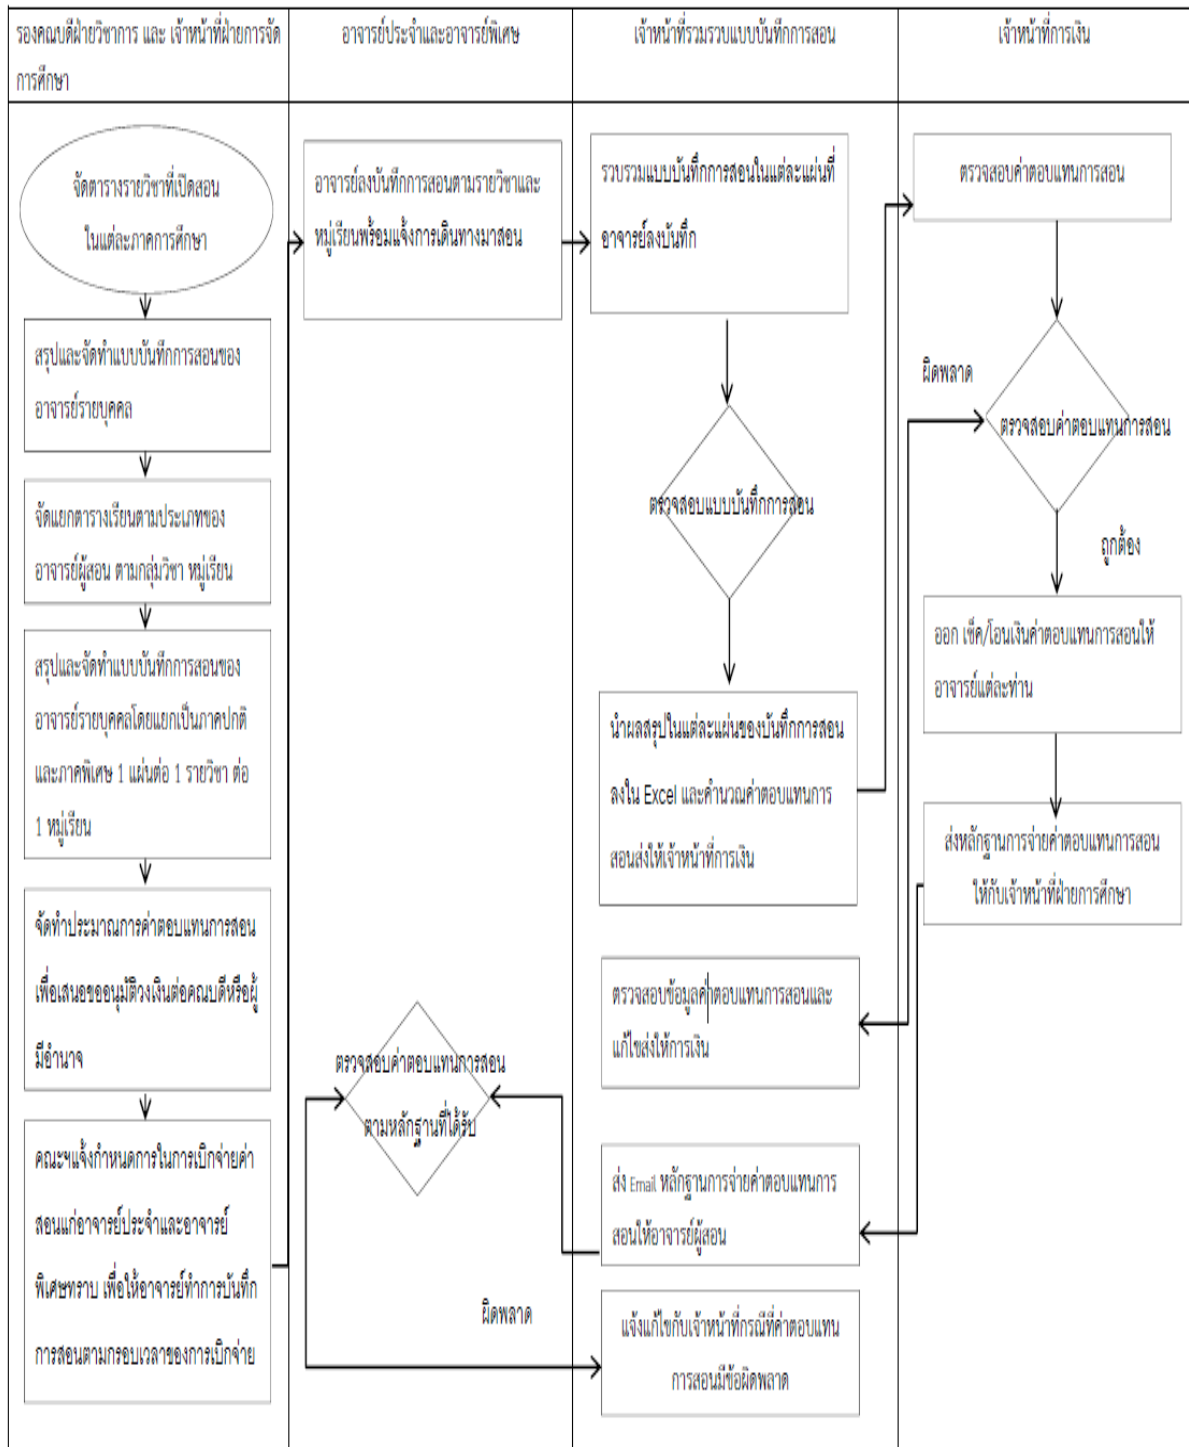 รองคณบดีฝ่ายวิชาการ และ เจ้าหน้าที่ฝ่ายการจัด
การศึกษา
อาจารย์ประจำและอาจารย์พิเศษ
เจ้าหน้าที่รวมรวบแบบบันทึกการสอน
เจ้าหน้าที่การเงิน
จัดตารางรายวิชาที่เปิดสอน
ในแต่ละภาคการศึกษา
สรุปและจัดทำแบบบันทึกการสอนของ
อาจารย์รายบุคคล
จัดแยกตารางเรียนตามประเภทของ
อาจารย์ผู้สอน ตามกลุ่มวิชา หมู่เรียน
สรุปและจัดทำแบบบันทึกการสอนของ
อาจารย์รายบุคคลโดยแยกเป็นภาคปกติ
และภาคพิเศษ 1 แผ่นต่อ 1 รายวิชา ต่อ
1 หมู่เรียน
จัดทำประมาณการค่าตอบแทนการสอน
เพื่อเสนอขออนุมัติวงเงินต่อคณบดีหรือผู้
มีอำนาจ
คณะฯแจ้งกำหนดการในการเบิกจ่ายค่า
สอนแก่อาจารย์ประจำและอาจารย์
พิเศษทราบ เพื่อให้อาจารย์ทำการบันทึก
การสอนตามกรอบเวลาของการเบิกจ่าย
อาจารย์ลงบันทึกการสอนตามรายวิชาและ
หมู่เรียนพร้อมแจ้งการเดินทางมาสอน
ตรวจสอบค่าตอบแทนการสอน
ตามหลักฐานที่ได้รับ
ผิดพลาด
รวบรวมแบบบันทึกการสอนในแต่ละแผ่นที่
อาจารย์ลงบันทึก
ตรวจสอบแบบบันทึกการสอน
นำผลสรุปในแต่ละแผ่นของบันทึกการสอน
ลงใน Excel และคำนวณค่าตอบแทนการ
สอนส่งให้เจ้าหน้าที่การเงิน
ตรวจสอบข้อมูลค่าตอบแทนการสอนและ
แก้ไขส่งให้การเงิน
ส่ง Email หลักฐานการจ่ายค่าตอบแทนการ
สอนให้อาจารย์ผู้สอน
แจ้งแก้ไขกับเจ้าหน้าที่กรณีที่ค่าตอบแทน
การสอนมีข้อผิดพลาด
ตรวจสอบค่าตอบแทนการสอน
ผิดพลาด
ตรวจสอบค่าตอบแทนการสอน
ถูกต้อง
ออก เช็ค/โอนเงินค่าตอบแทนการสอนให้
อาจารย์แต่ละท่าน
ส่งหลักฐานการจ่ายค่าตอบแทนการสอน
ให้กับเจ้าหน้าที่ฝ่ายการศึกษา